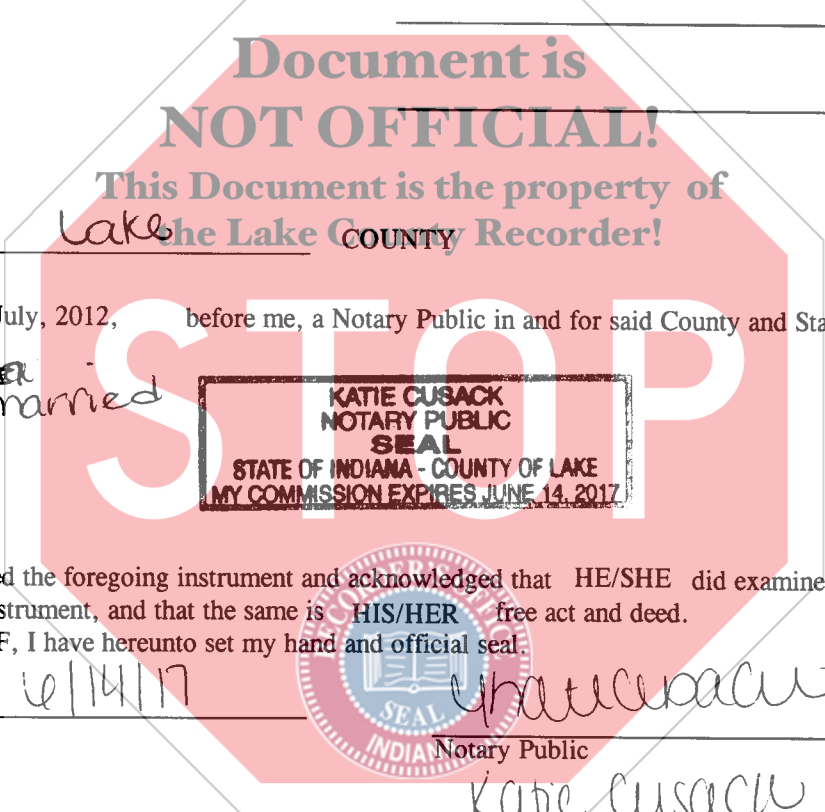 Document is
NOT OFFICIAL!
This Document is the property of
the Lake County Recorder!
Lake COUNTY
July, 2012, before me, a Notary Public in and for said County and Sta
married
STOP
KATIE CUSACK
NOTARY PUBLIC
SEAL
STATE OF INDIANA - COUNTY OF LAKE
MY COMMISSION EXPIRES JUNE 14, 2017
ed the foregoing instrument and acknowledged that HE/SHE did examine
strument, and that the same is HIS/HER free act and deed.
F, I have hereunto set my hand and official seal.
6/14/17
SEAL
INDIANA
Notary Public
Katie Cusack